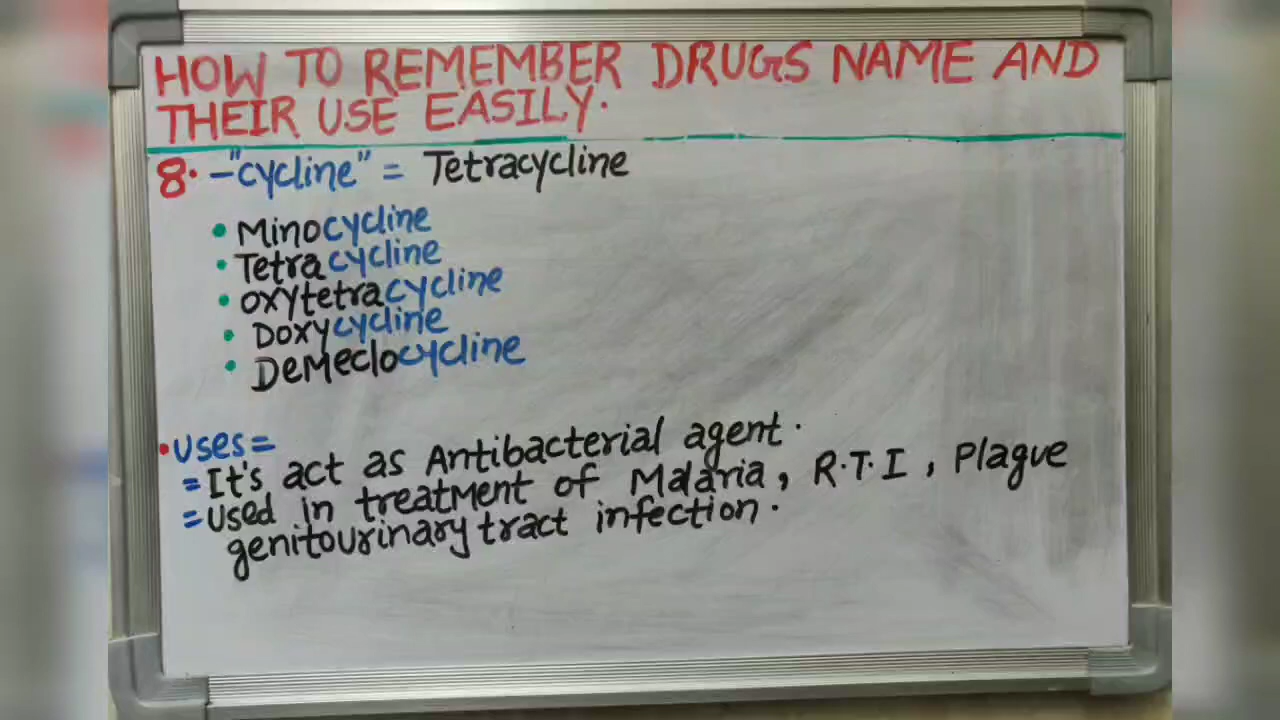 HOW TO REMEMBER DRUGS NAME AND
THEIR USE EASILY.
8. -"cycline" = Tetracycline
• Minocycline
• Tetracycline
• oxytetracycline
• Doxycycline
• Demeclocycline
• uses=
= It's act as Antibacterial agent.
= used in treatment of Malaria, R.T.I, Plague
genitourinary tract infection.